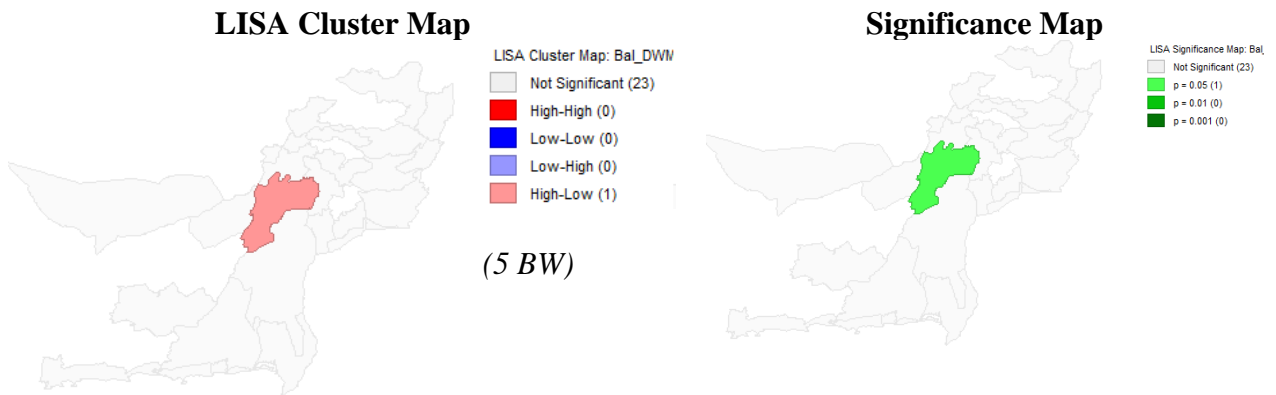 LISA Cluster Map
LISA Cluster Map: Bal_DWM
Not Significant (23)
High-High (0)
Low-Low (0)
Low-High (0)
High-Low (1)
(5 BW)
Significance Map
LISA Significance Map: Bal_
Not Significant (23)
p = 0.05 (1)
p = 0.01 (0)
p = 0.001 (0)